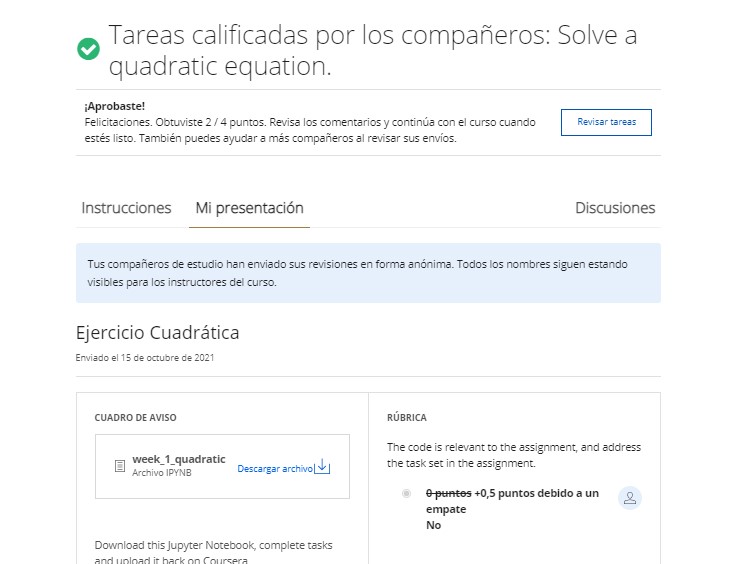 Tareas calificadas por los compañeros: Solve a
quadratic equation.
¡Aprobaste!
Felicitaciones. Obtuviste 2 / 4 puntos. Revisa los comentarios y continúa con el curso cuando
estés listo. También puedes ayudar a más compañeros al revisar sus envíos.
Revisar tareas
Instrucciones
Mi presentación
Discusiones
Tus compañeros de estudio han enviado sus revisiones en forma anónima. Todos los nombres siguen estando
visibles para los instructores del curso.
Ejercicio Cuadrática
Enviado el 15 de octubre de 2021
CUADRO DE AVISO
week_1_quadratic
Archivo IPYNB
Descargar archivo
Download this Jupyter Notebook, complete tasks
and upload it back on Coursera
RÚBRICA
The code is relevant to the assignment, and address
the task set in the assignment.
0 puntos +0,5 puntos debido a un
empate
No